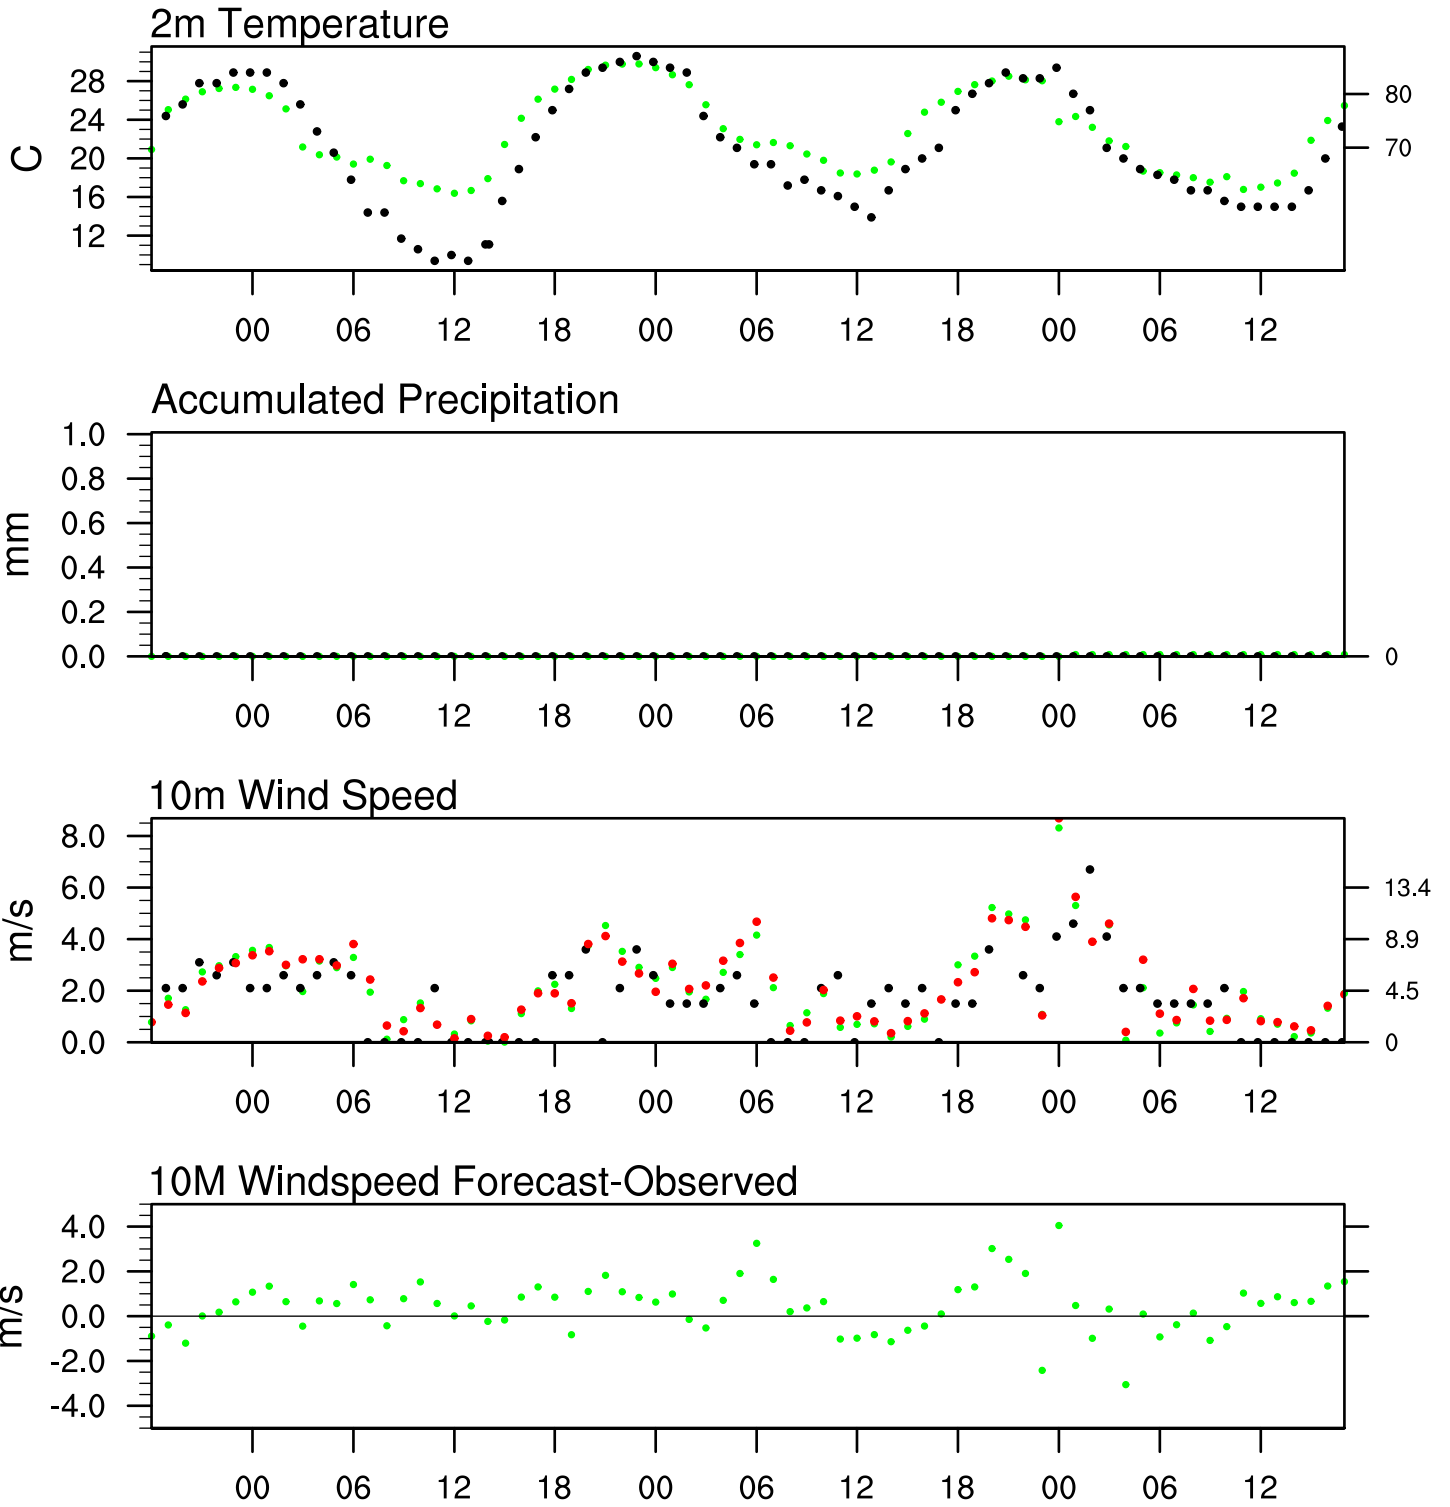 2m Temperature
28
24
20
16
12
C
80
70
00 06 12 18 00 06 12 18 00 06 12
Accumulated Precipitation
1.0
0.8
0.6
0.4
0.2
0.0
mm
0
00 06 12 18 00 06 12 18 00 06 12
10m Wind Speed
8.0
6.0
4.0
2.0
0.0
m/s
13.4
8.9
4.5
0
00 06 12 18 00 06 12 18 00 06 12
10M Windspeed Forecast-Observed
4.0
2.0
0.0
-2.0
-4.0
m/s
00 06 12 18 00 06 12 18 00 06 12